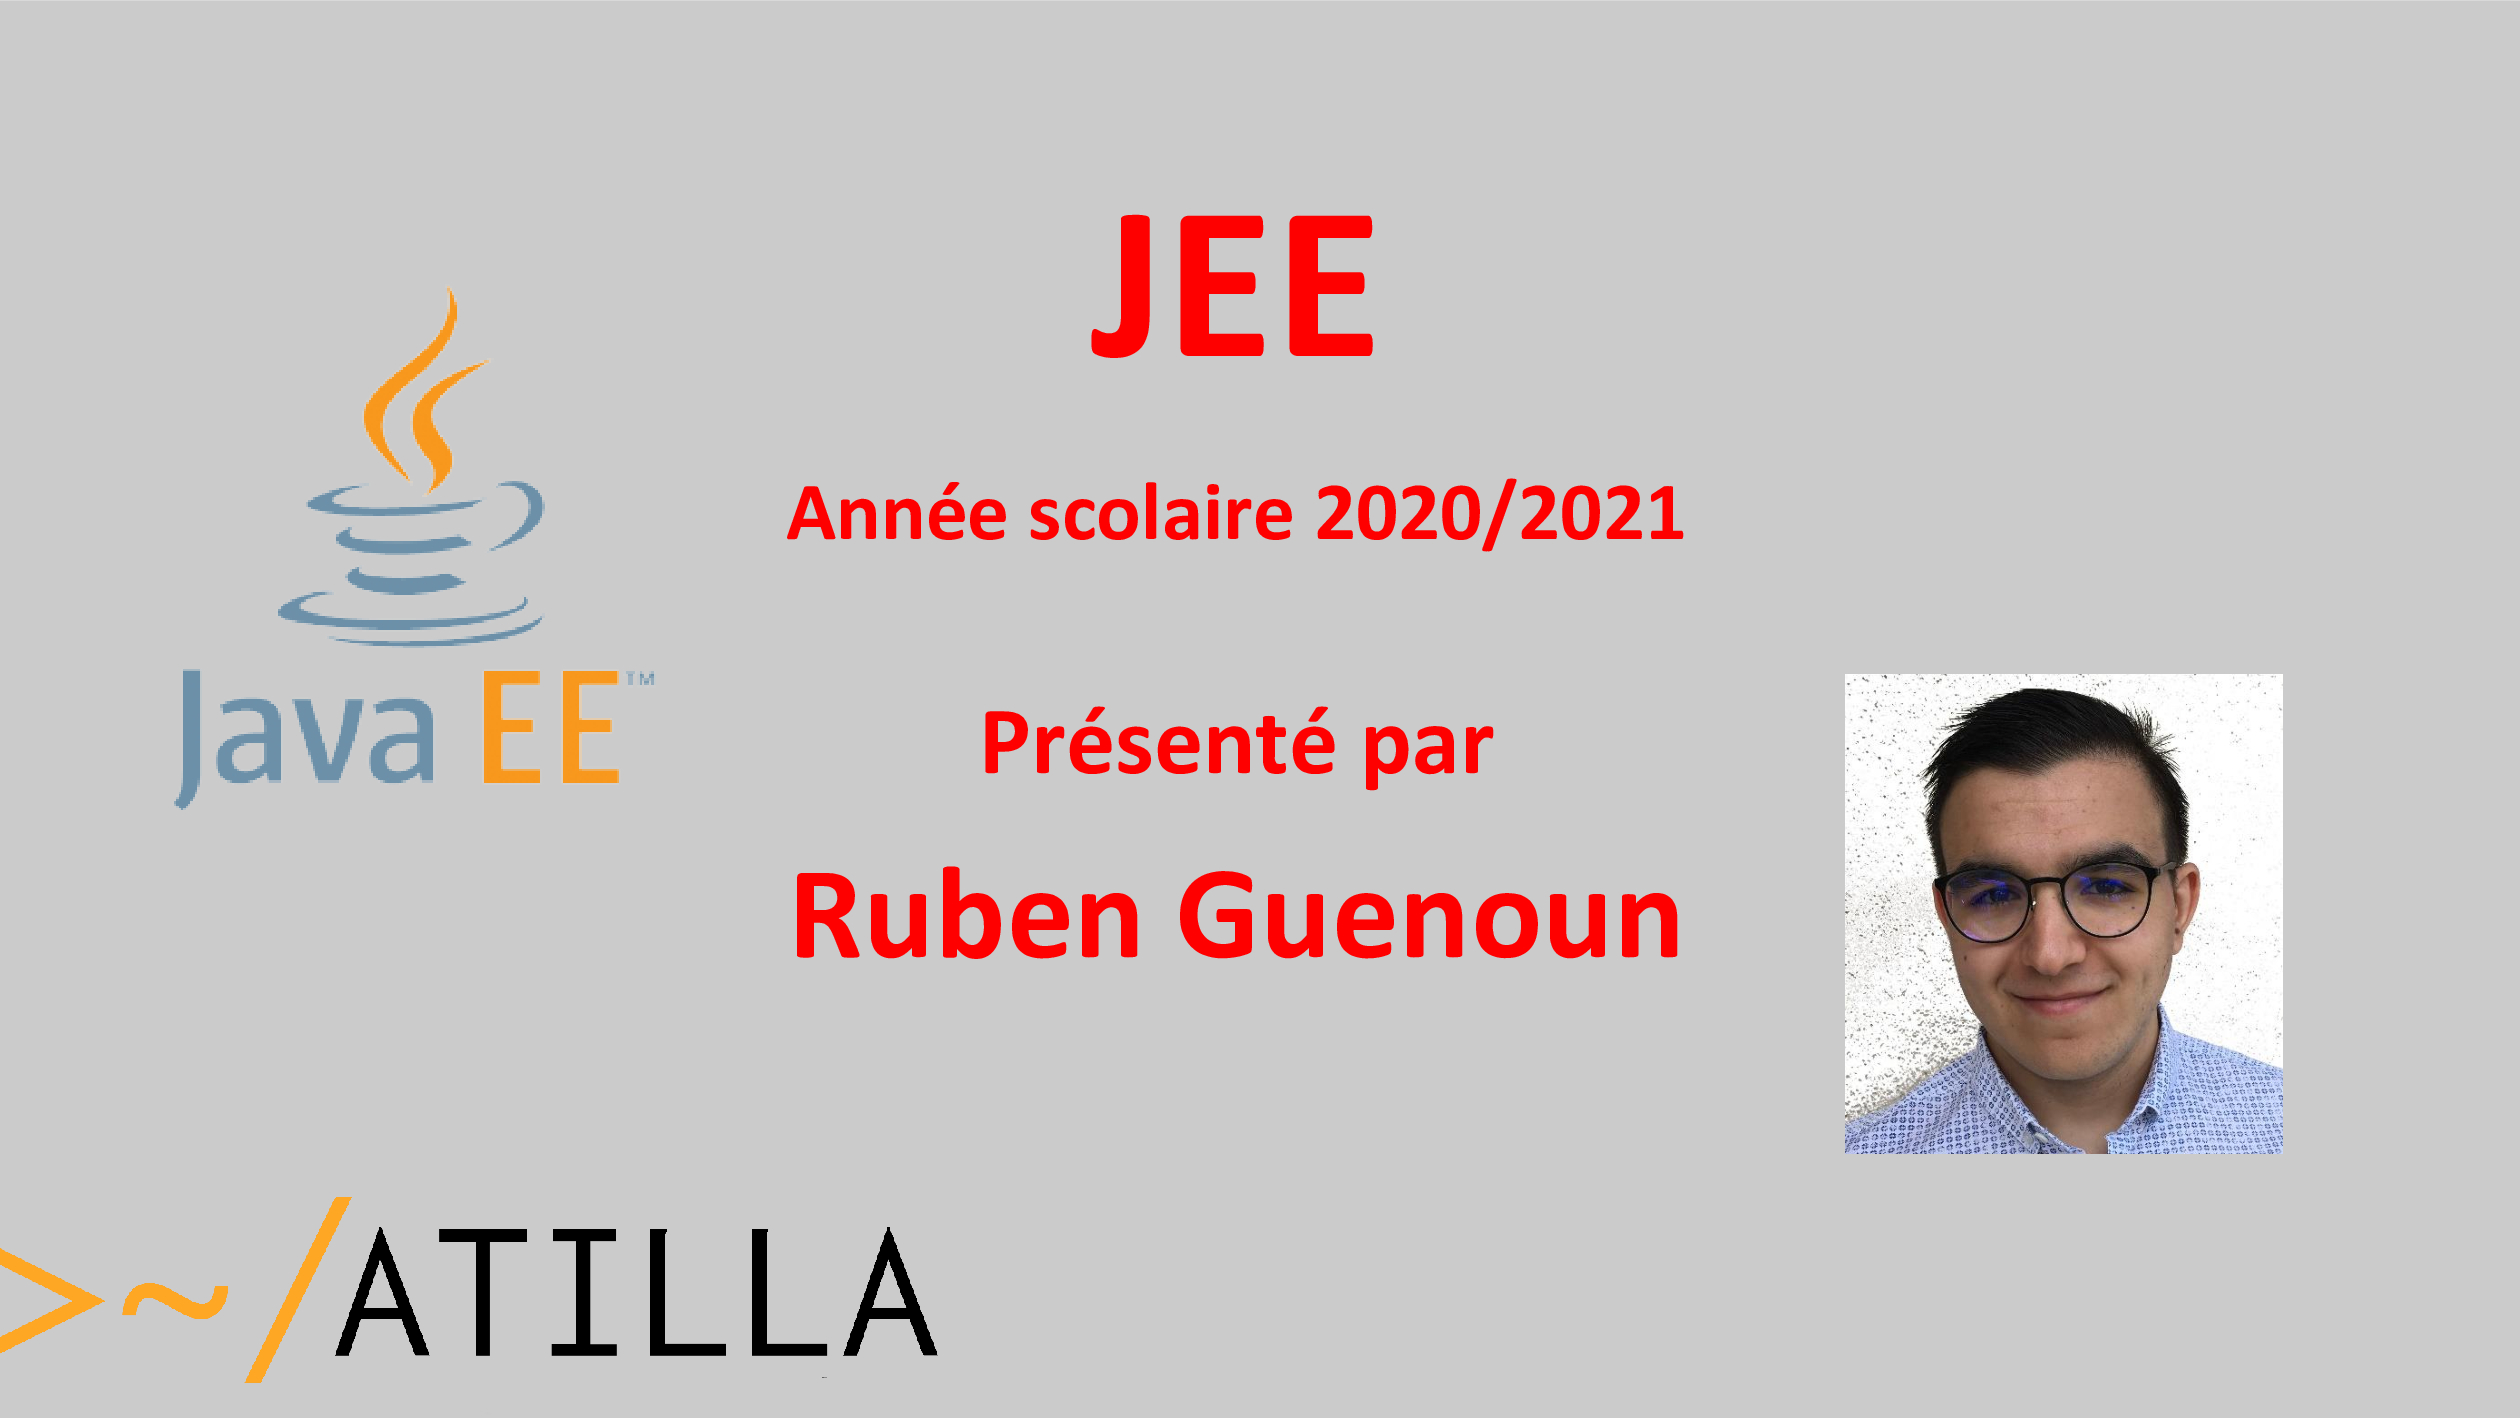 JEE
Année scolaire 2020/2021
Java EE™
Présenté par
Ruben Guenoun
>~/ATILLA